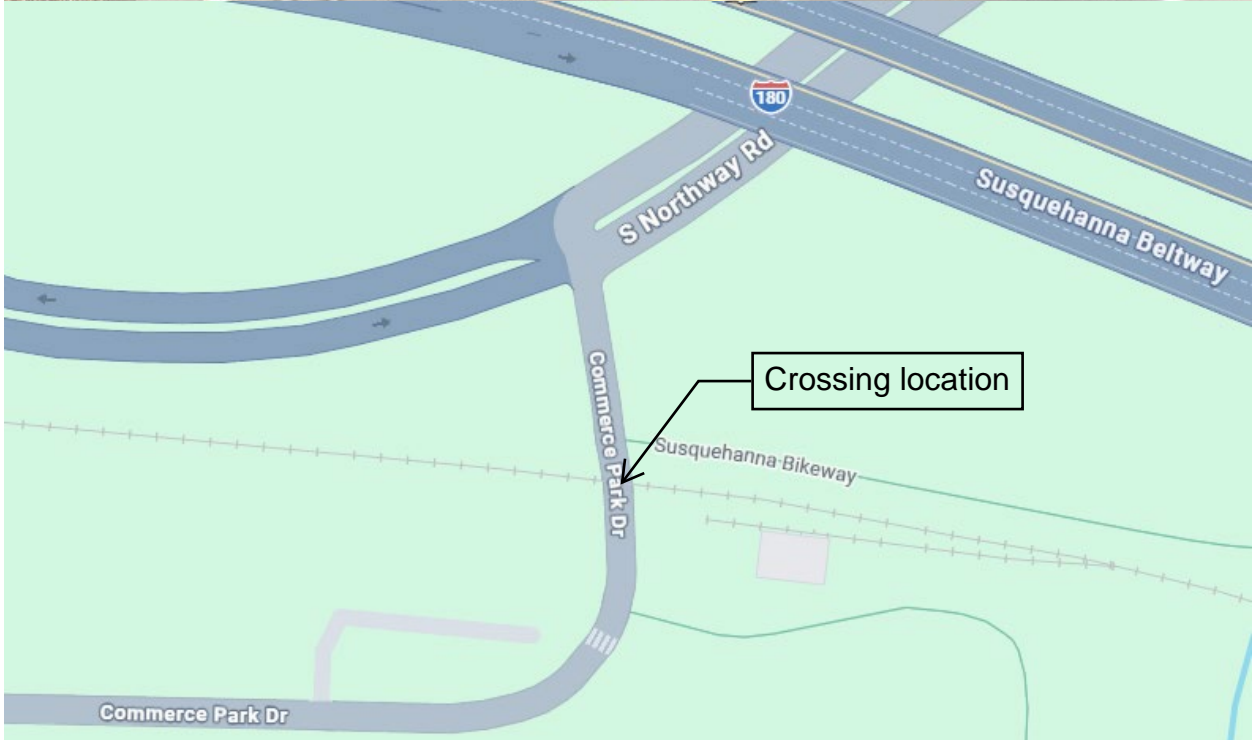 180
S Northway Rd
Susquehanna Beltway
Commerce Park Dr
Crossing location
Susquehanna Bikeway
Commerce Park Dr